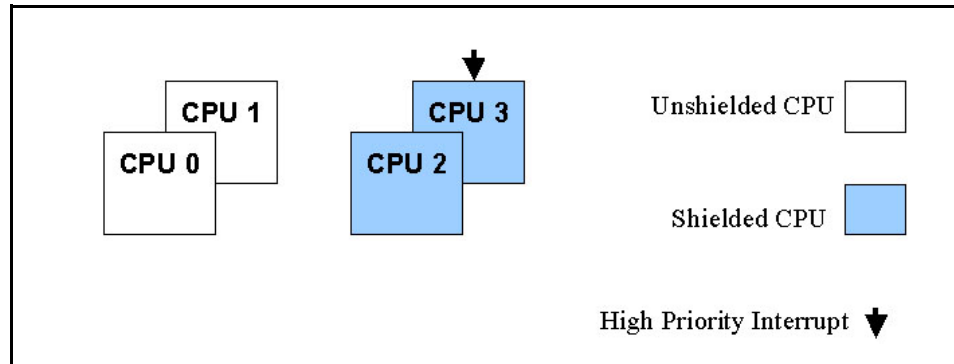 CPU 1
CPU 0
CPU 3
CPU 2
Unshielded CPU
Shielded CPU
High Priority Interrupt